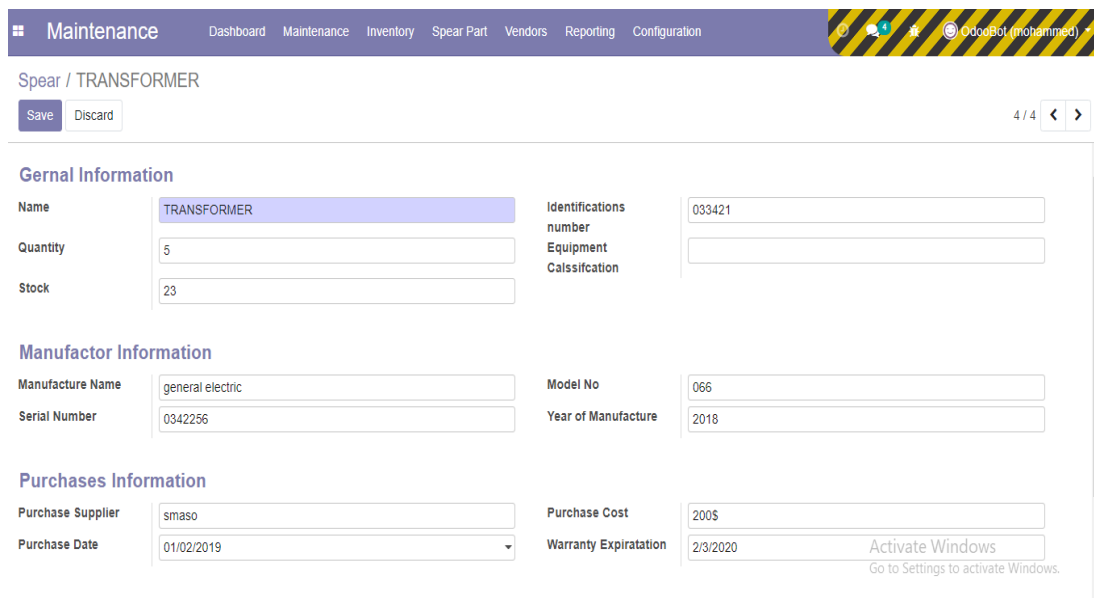 Maintenance Dashboard Maintenance Inventory Spear Part Vendors Reporting Configuration 4 OdooBot (mohammed)
Spear / TRANSFORMER
Save Discard 4 / 4
Gernal Information
Name TRANSFORMER Identifications number 033421
Quantity 5 Equipment Calssifcation
Stock 23
Manufactor Information
Manufacture Name general electric Model No 066
Serial Number 0342256 Year of Manufacture 2018
Purchases Information
Purchase Supplier smaso Purchase Cost 200$
Purchase Date 01/02/2019 Warranty Expiratation 2/3/2020
Activate Windows
Go to Settings to activate Windows.